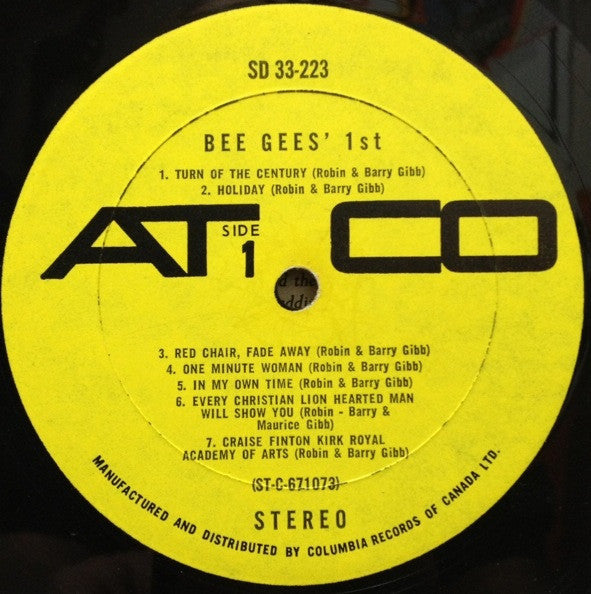 SD 33-223
BEE GEES' 1st
1. TURN OF THE CENTURY (Robin & Barry Gibb)
2. HOLIDAY (Robin & Barry Gibb)
ATCO
SIDE
1
d the
eddi
3. RED CHAIR, FADE AWAY (Robin & Barry Gibb)
4. ONE MINUTE WOMAN (Robin & Barry Gibb)
5. IN MY OWN TIME (Robin & Barry Gibb)
6. EVERY CHRISTIAN LION HEARTED MAN
WILL SHOW YOU (Robin - Barry &
Maurice Gibb)
7. CRAISE FINTON KIRK ROYAL
ACADEMY OF ARTS (Robin & Barry Gibb)
(ST-C-671073)
STEREO
MANUFACTURED AND DISTRIBUTED BY COLUMBIA RECORDS OF CANADA LTD.